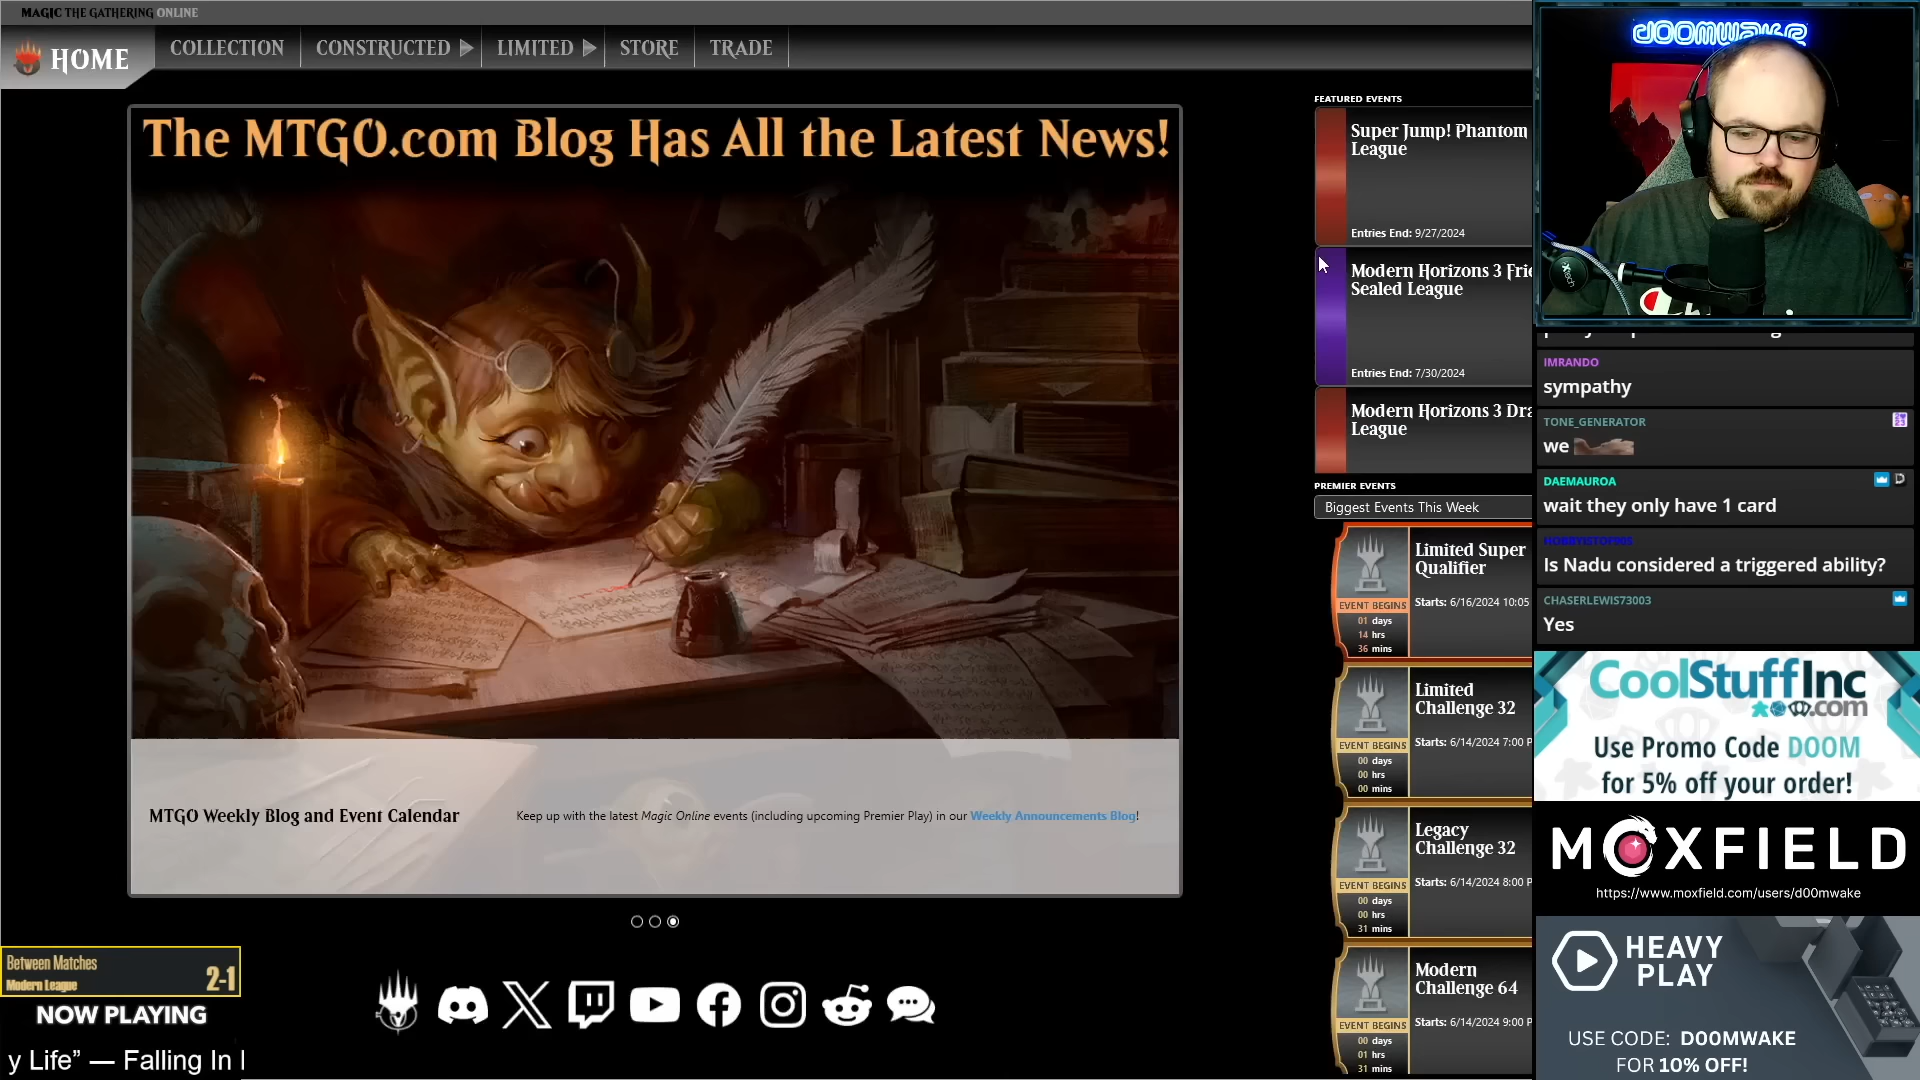 MAGIC THE GATHERING ONLINE
HOME
COLLECTION
CONSTRUCTED
LIMITED
STORE
TRADE
The MTGO.com Blog Has All the Latest News!
MTGO Weekly Blog and Event Calendar
Keep up with the latest Magic Online events (including upcoming Premier Play) in our Weekly Announcements Blog!
FEATURED EVENTS
Super Jump! Phantom
League
Entries End: 9/27/2024
Modern Horizons 3 Frie
Sealed League
Entries End: 7/30/2024
Modern Horizons 3 Dra
League
PREMIER EVENTS
Biggest Events This Week
Limited Super
Qualifier
Starts: 6/16/2024 10:05
EVENT BEGINS
01 days
14 hrs
36 mins
Limited
Challenge 32
Starts: 6/14/2024 7:00 P
EVENT BEGINS
00 days
00 hrs
00 mins
Legacy
Challenge 32
Starts: 6/14/2024 8:00 P
EVENT BEGINS
00 days
00 hrs
31 mins
Modern
Challenge 64
Starts: 6/14/2024 9:00 P
EVENT BEGINS
00 days
01 hrs
31 mins
doomwake
IMRANDO
sympathy
TONE_GENERATOR
we
DAEMAUROA
wait they only have 1 card
Is Nadu considered a triggered ability?
CHASERLEWIS73003
Yes
CoolStuffInc
.com
Use Promo Code DOOM
for 5% off your order!
MOXFIELD
https://www.moxfield.com/users/d00mwake
HEAVY
PLAY
USE CODE: D00MWAKE
FOR 10% OFF!
Between Matches
Modern League
2-1
NOW PLAYING
y Life” — Falling In